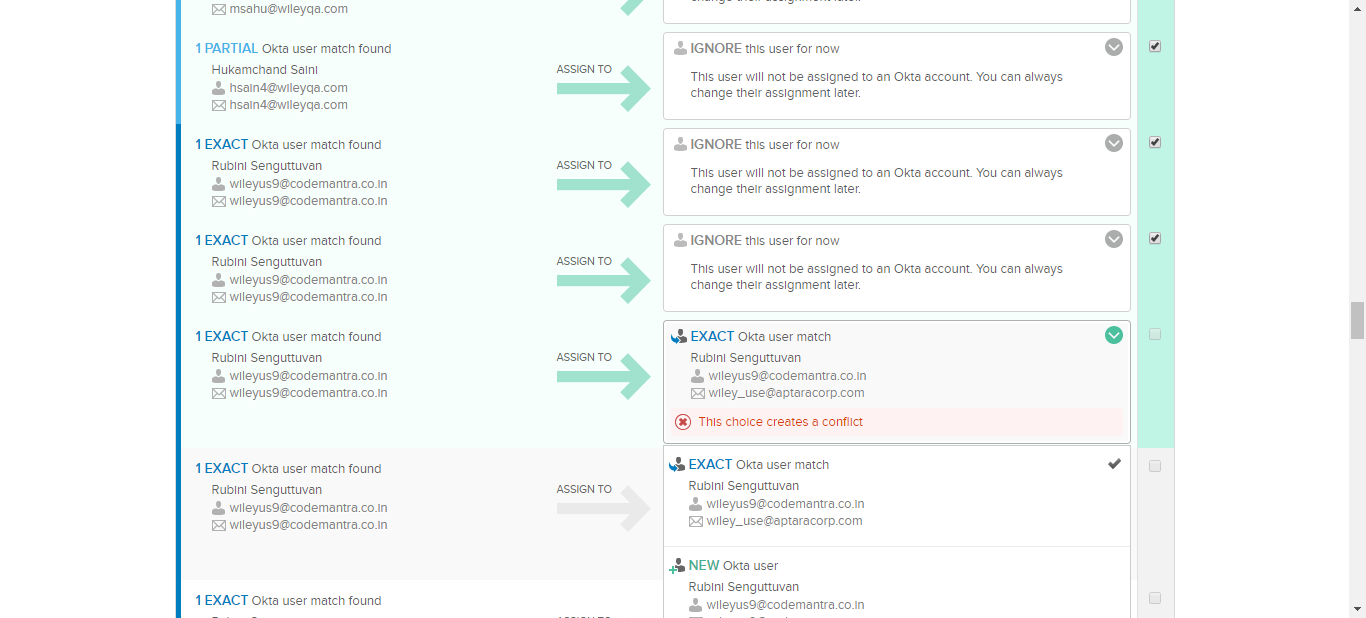 msahu@wileyqa.com
change their assignment later.
1 PARTIAL Okta user match found
Hukamchand Saini
hsain4@wileyqa.com
hsain4@wileyqa.com
ASSIGN TO
IGNORE this user for now
This user will not be assigned to an Okta account. You can always
change their assignment later.
1 EXACT Okta user match found
Rubini Senguttuvan
wileyus9@codemantra.co.in
wileyus9@codemantra.co.in
ASSIGN TO
IGNORE this user for now
This user will not be assigned to an Okta account. You can always
change their assignment later.
1 EXACT Okta user match found
Rubini Senguttuvan
wileyus9@codemantra.co.in
wileyus9@codemantra.co.in
ASSIGN TO
IGNORE this user for now
This user will not be assigned to an Okta account. You can always
change their assignment later.
1 EXACT Okta user match found
Rubini Senguttuvan
wileyus9@codemantra.co.in
wileyus9@codemantra.co.in
ASSIGN TO
EXACT Okta user match
Rubini Senguttuvan
wileyus9@codemantra.co.in
wiley_use@aptaracorp.com
This choice creates a conflict
1 EXACT Okta user match found
Rubini Senguttuvan
wileyus9@codemantra.co.in
wileyus9@codemantra.co.in
ASSIGN TO
EXACT Okta user match
Rubini Senguttuvan
wileyus9@codemantra.co.in
wiley_use@aptaracorp.com
NEW Okta user
Rubini Senguttuvan
wileyus9@codemantra.co.in
1 EXACT Okta user match found